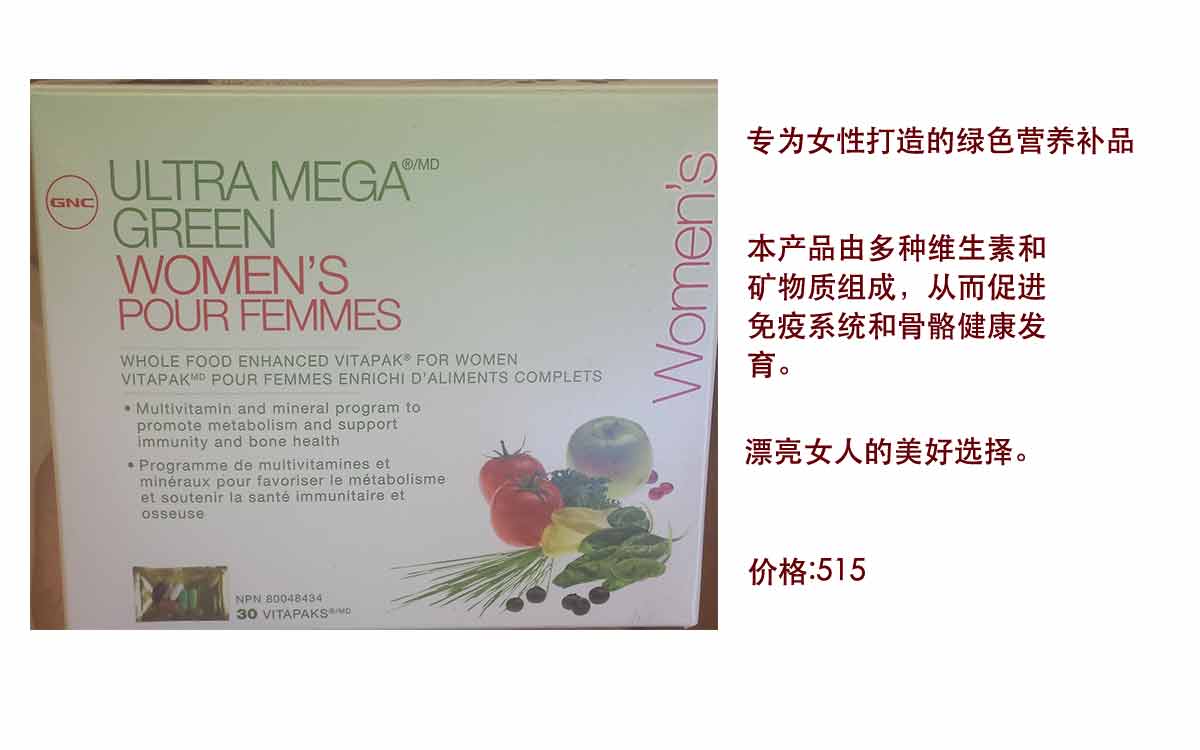 GNC
ULTRA MEGA®/MD
GREEN
WOMEN'S
POUR FEMMES
WHOLE FOOD ENHANCED VITAPAK® FOR WOMEN
VITAPAKMD POUR FEMMES ENRICHI D'ALIMENTS COMPLETS
• Multivitamin and mineral program to
promote metabolism and support
immunity and bone health
• Programme de multivitamines et
minéraux pour favoriser le métabolisme
et soutenir la santé immunitaire et
osseuse
NPN 80048434
30 VITAPAKS®/MD
Women's
专为女性打造的绿色营养补品
本产品由多种维生素和
矿物质组成，从而促进
免疫系统和骨骼健康发
育。
漂亮女人的美好选择。
价格:515